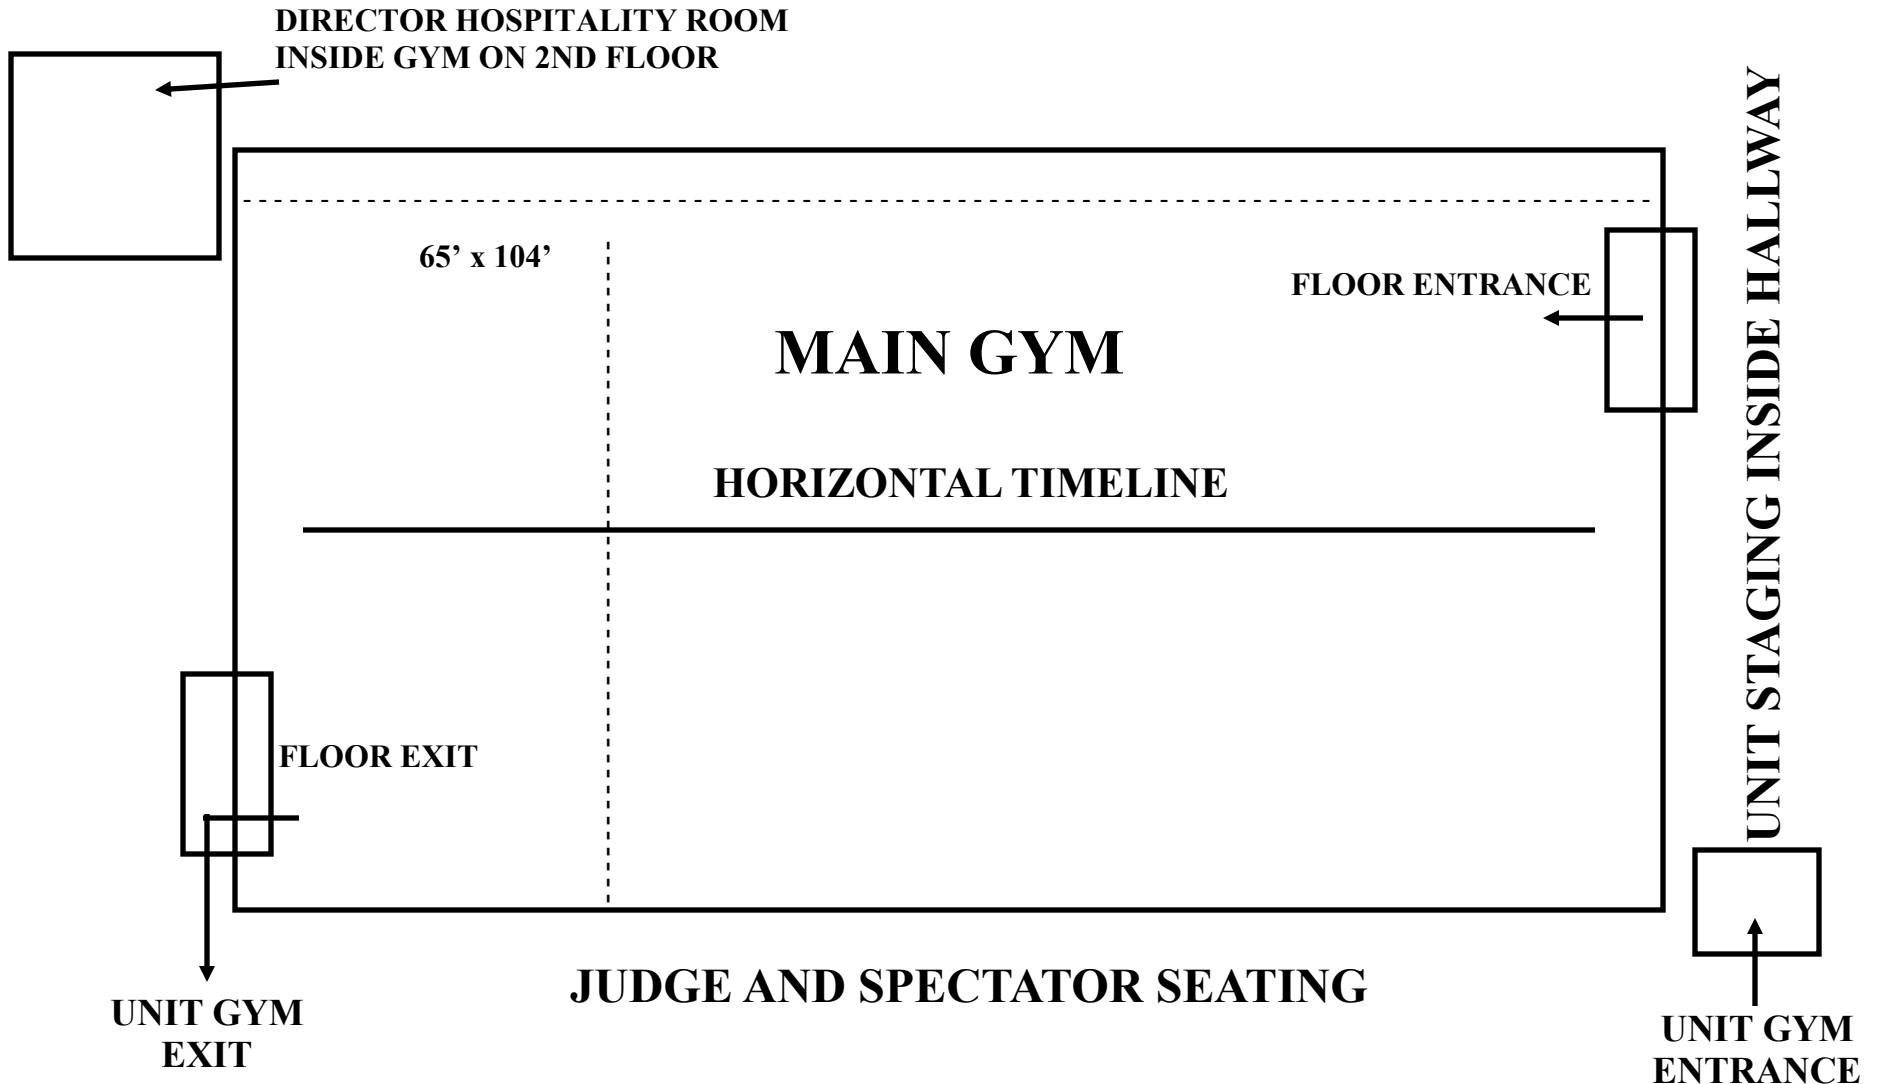 DIRECTOR HOSPITALITY ROOM
INSIDE GYM ON 2ND FLOOR
65’ x 104’
FLOOR ENTRANCE
MAIN GYM
HORIZONTAL TIMELINE
UNIT STAGING INSIDE HALLWAY
FLOOR EXIT
JUDGE AND SPECTATOR SEATING
UNIT GYM
EXIT
UNIT GYM
ENTRANCE